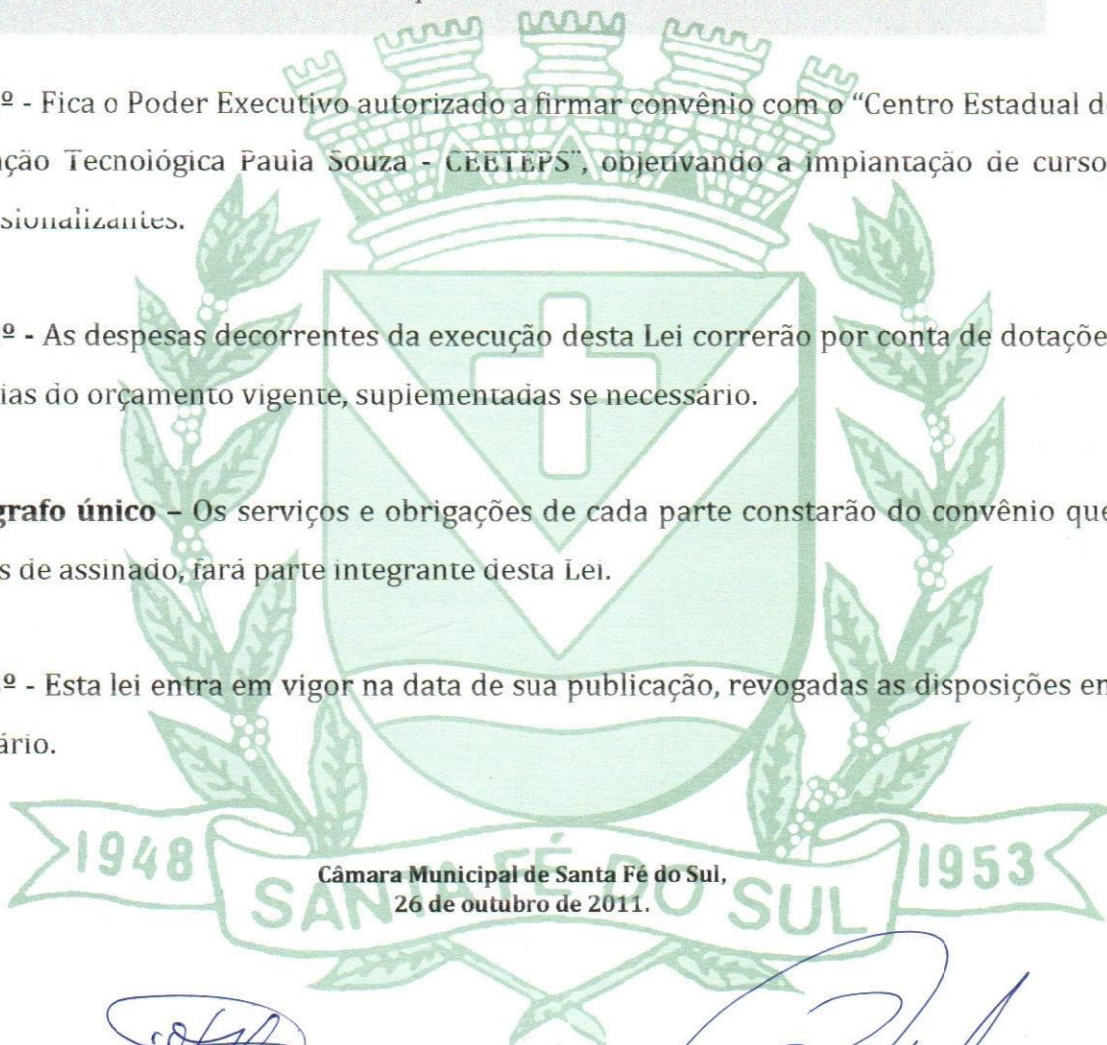 º - Fica o Poder Executivo autorizado a firmar convênio com o “Centro Estadual d
ção Tecnológica Paula Souza - CEETEPS”, objetivando a implantação de curso
sionalizantes.
º - As despesas decorrentes da execução desta Lei correrão por conta de dotaçõe
ias do orçamento vigente, suplementadas se necessário.
grafo único – Os serviços e obrigações de cada parte constarão do convênio que
s de assinado, fará parte integrante desta Lei.
º - Esta lei entra em vigor na data de sua publicação, revogadas as disposições en
ário.
1948
1953
SANTA FÉ DO SUL
Câmara Municipal de Santa Fé do Sul,
26 de outubro de 2011.